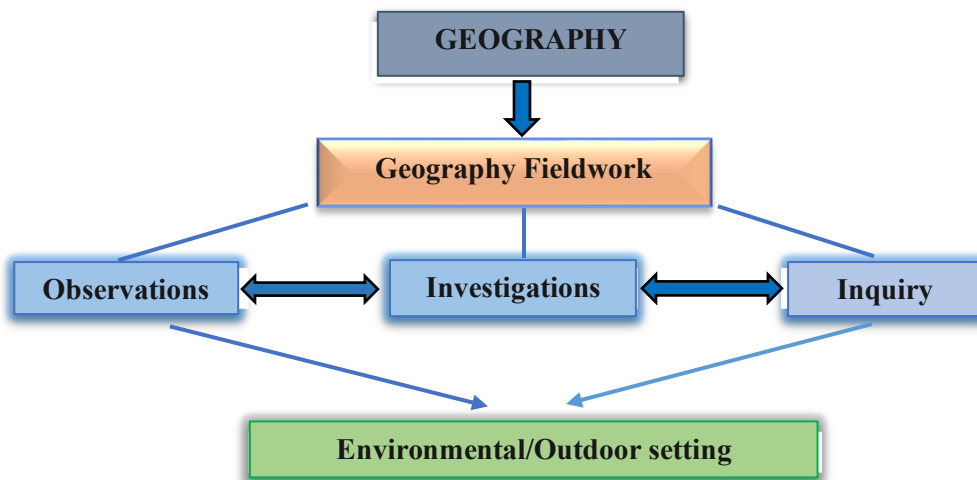 GEOGRAPHY
Geography Fieldwork
Observations
Investigations
Inquiry
Environmental/Outdoor setting